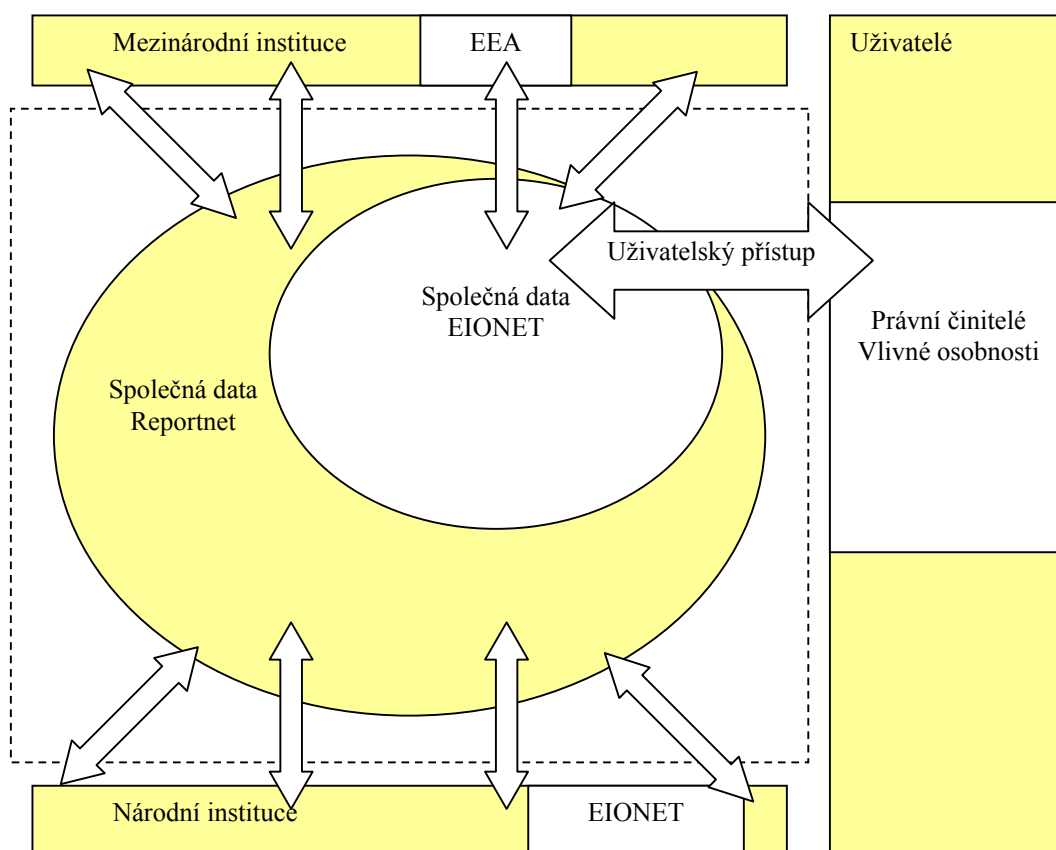 Mezinárodní instituce
EEA
Uživatelé
Uživatelský přístup
Společná data
EIONET
Právní činitelé
Vlivné osobnosti
Společná data
Reportnet
Národní instituce
EIONET